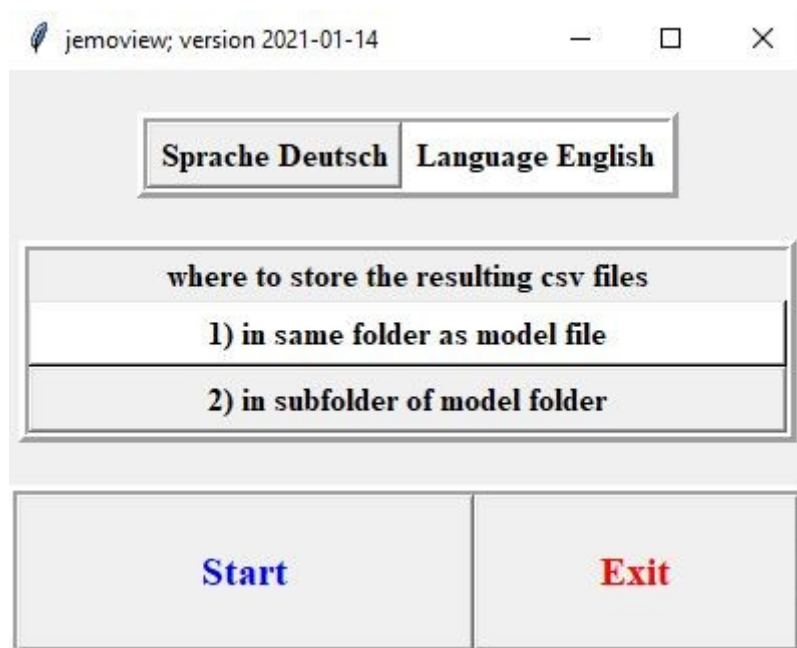 jemoview; version 2021-01-14
Sprache Deutsch Language English
where to store the resulting csv files
1) in same folder as model file
2) in subfolder of model folder
Start Exit